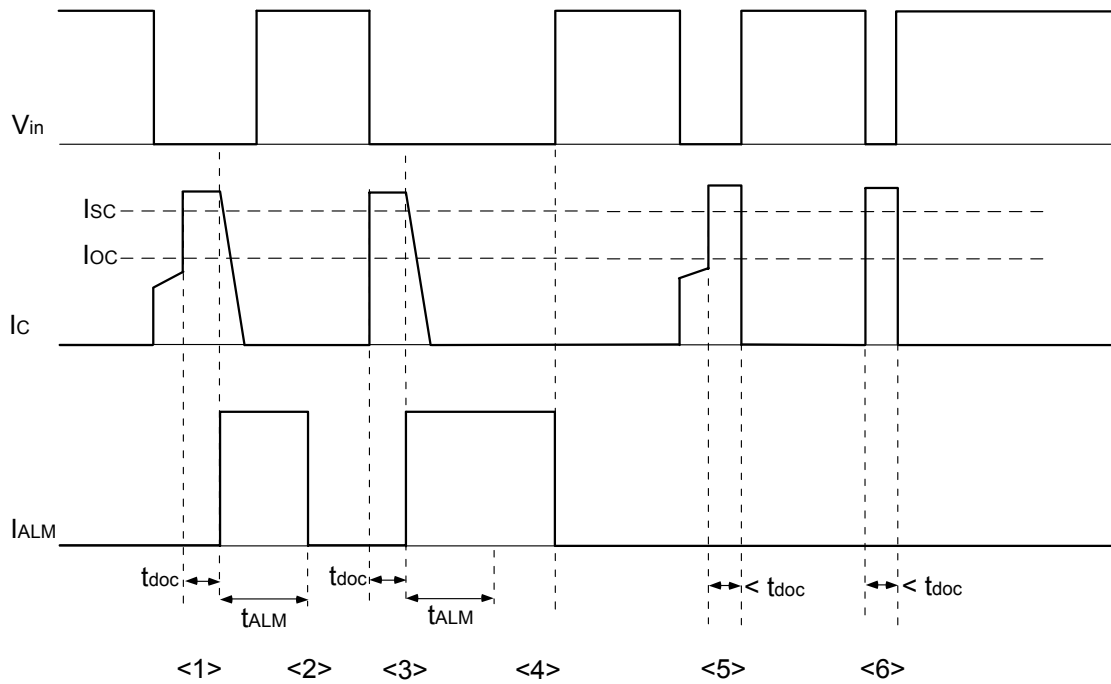 Vin
ISC
IOC
IC
IALM
tdoc tdoc < tdoc < tdoc
tALM tALM
<1> <2> <3> <4> <5> <6>